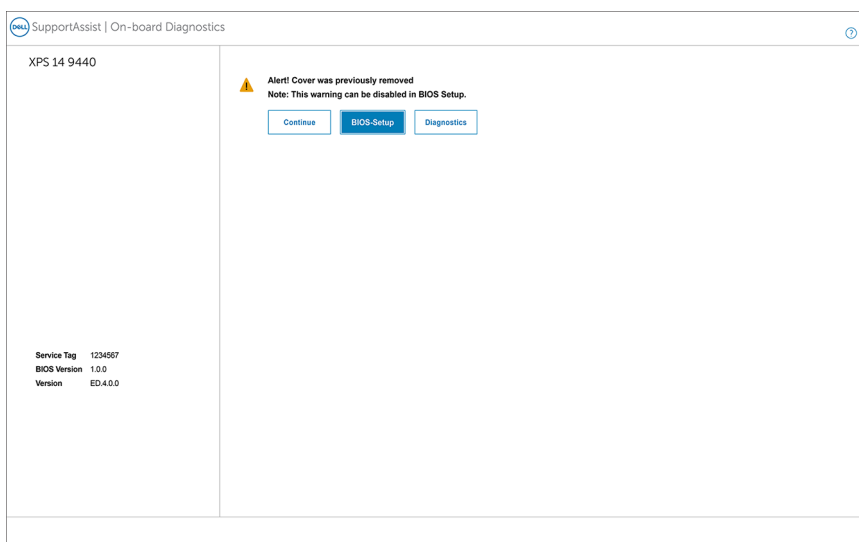 DELL SupportAssist | On-board Diagnostics
?
XPS 14 9440
Alert! Cover was previously removed
Note: This warning can be disabled in BIOS Setup.
Continue BIOS-Setup Diagnostics
Service Tag 1234567
BIOS Version 1.0.0
Version ED.4.0.0